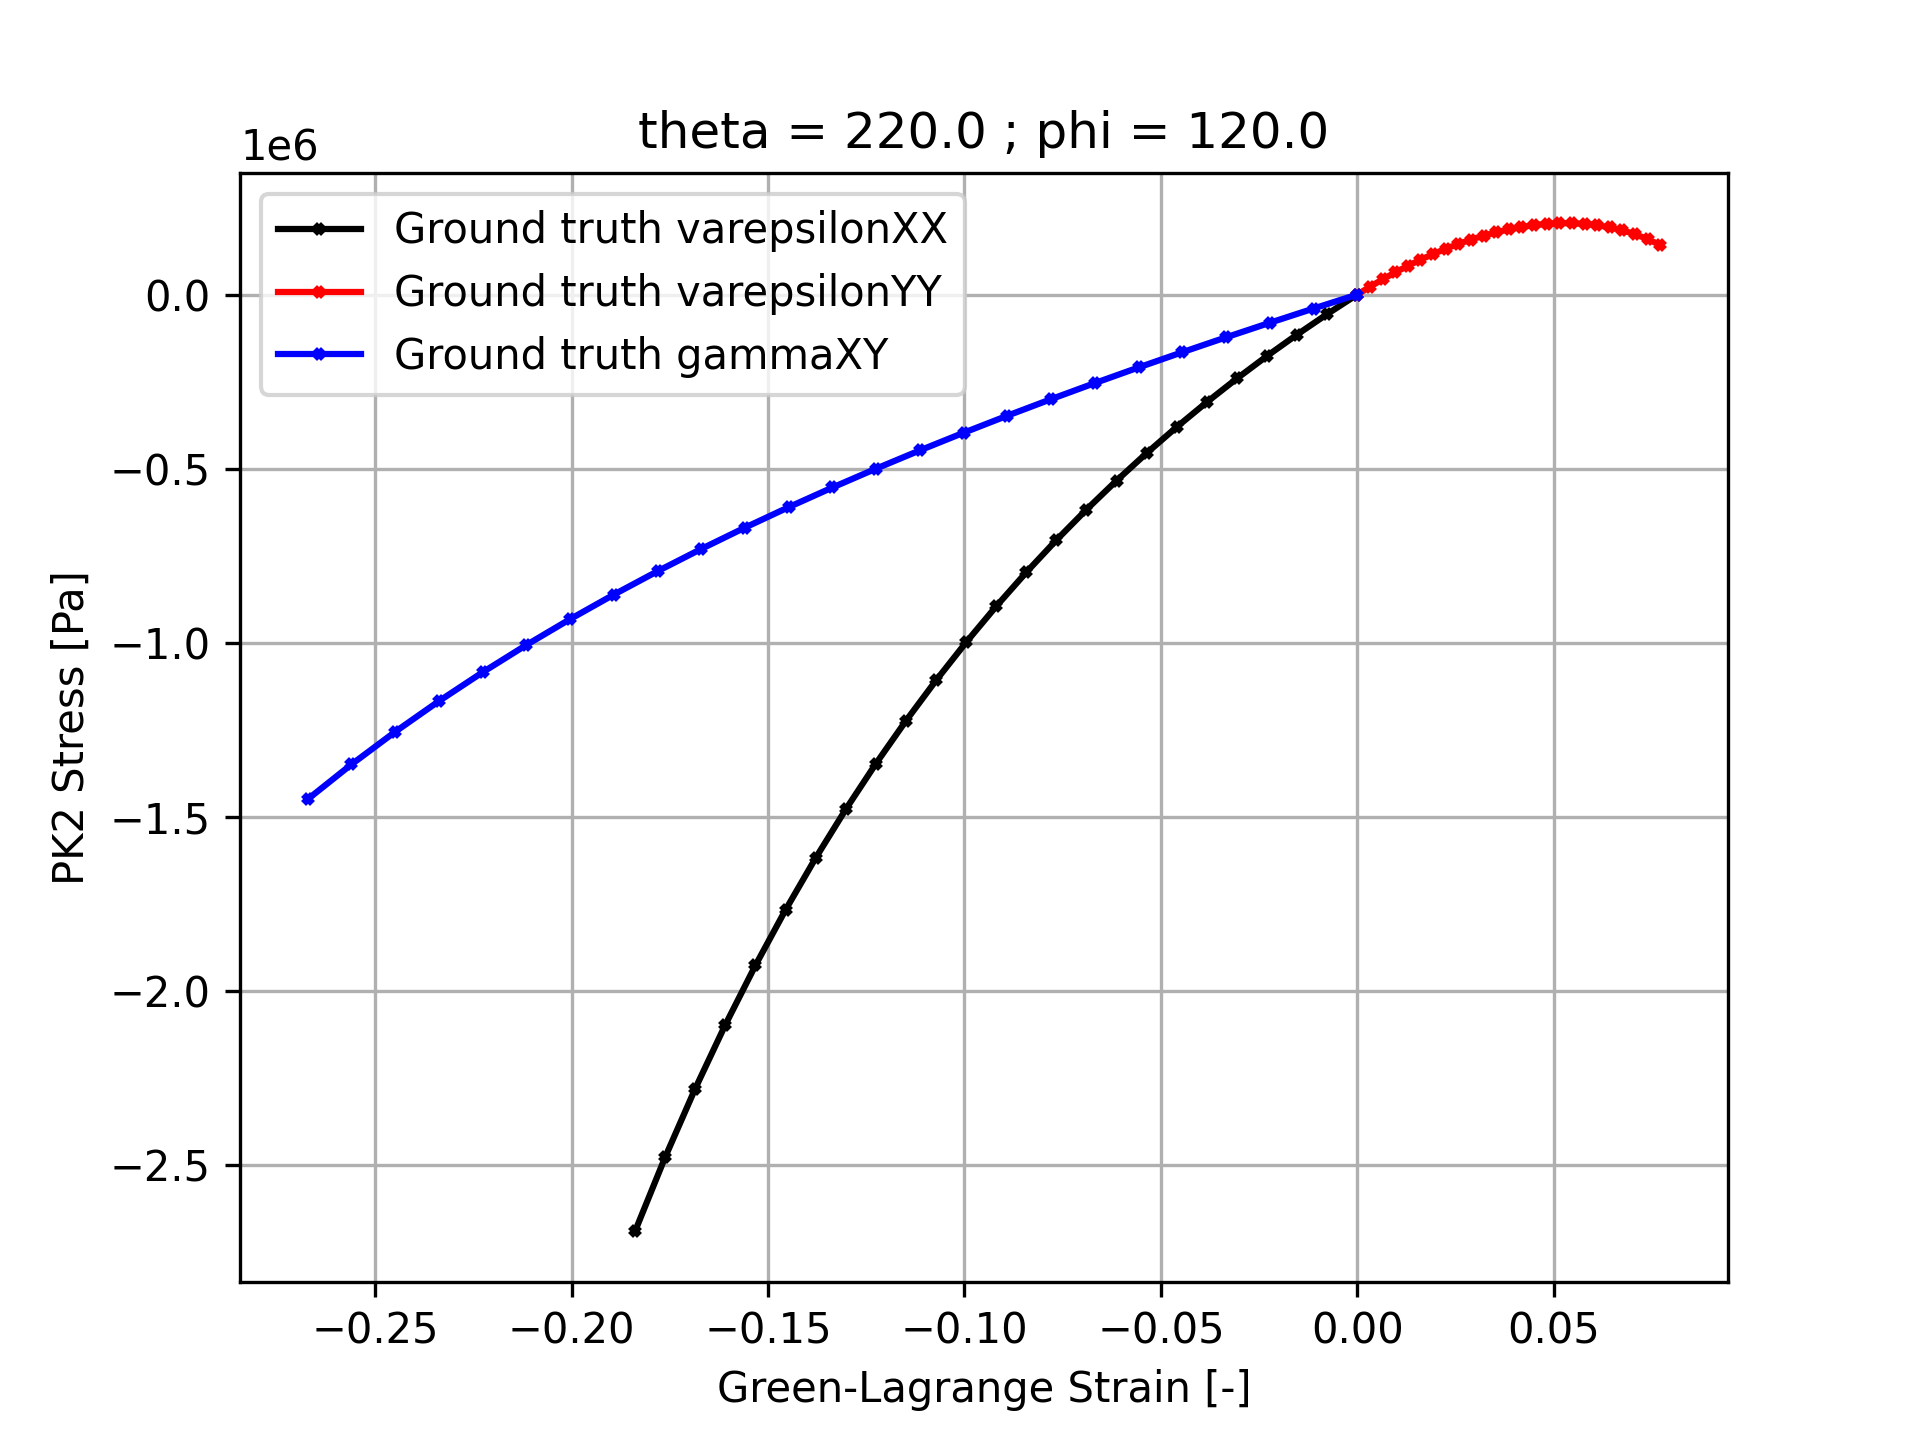 theta = 220.0 ; phi = 120.0
1e6
Ground truth varepsilonXX
Ground truth varepsilonYY
Ground truth gammaXY
0.0
−0.5
−1.0
−1.5
−2.0
−2.5
PK2 Stress [Pa]
−0.25 −0.20 −0.15 −0.10 −0.05 0.00 0.05
Green-Lagrange Strain [-]